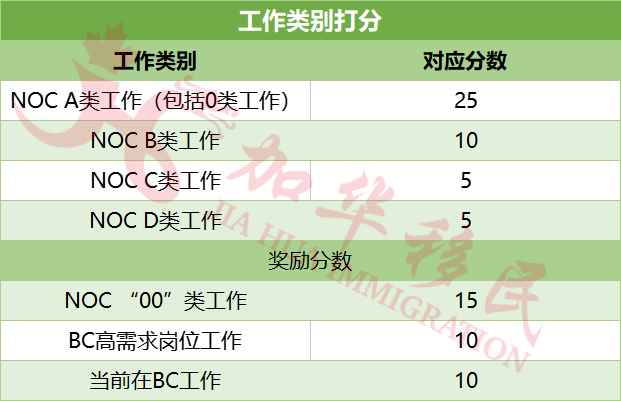 工作类别打分
工作类别 对应分数
NOC A类工作（包括0类工作） 25
NOC B类工作 10
NOC C类工作 5
NOC D类工作 5
奖励分数
NOC “00”类工作 15
BC高需求岗位工作 10
当前在BC工作 10
加华移民
JIA HUA IMMIGRATION